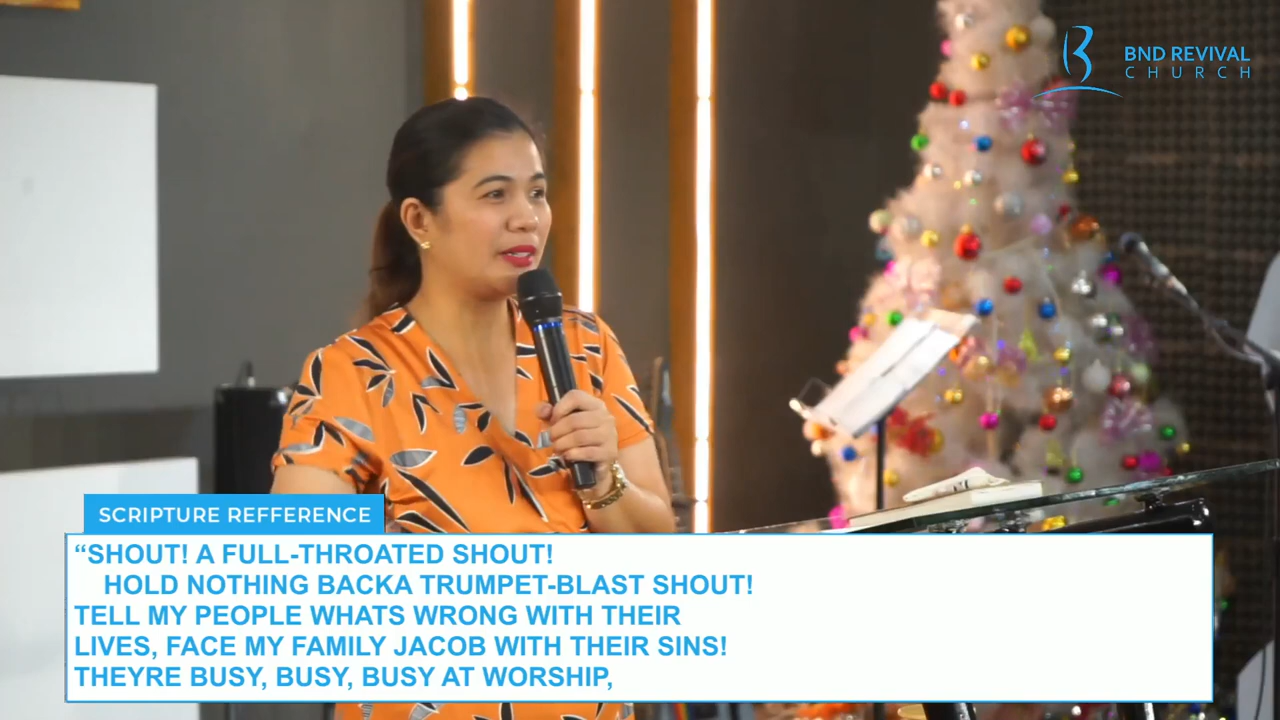 BND REVIVAL
CHURCH
SCRIPTURE REFFERENCE
“SHOUT! A FULL-THROATED SHOUT!
HOLD NOTHING BACKA TRUMPET-BLAST SHOUT!
TELL MY PEOPLE WHATS WRONG WITH THEIR
LIVES, FACE MY FAMILY JACOB WITH THEIR SINS!
THEYRE BUSY, BUSY, BUSY AT WORSHIP,